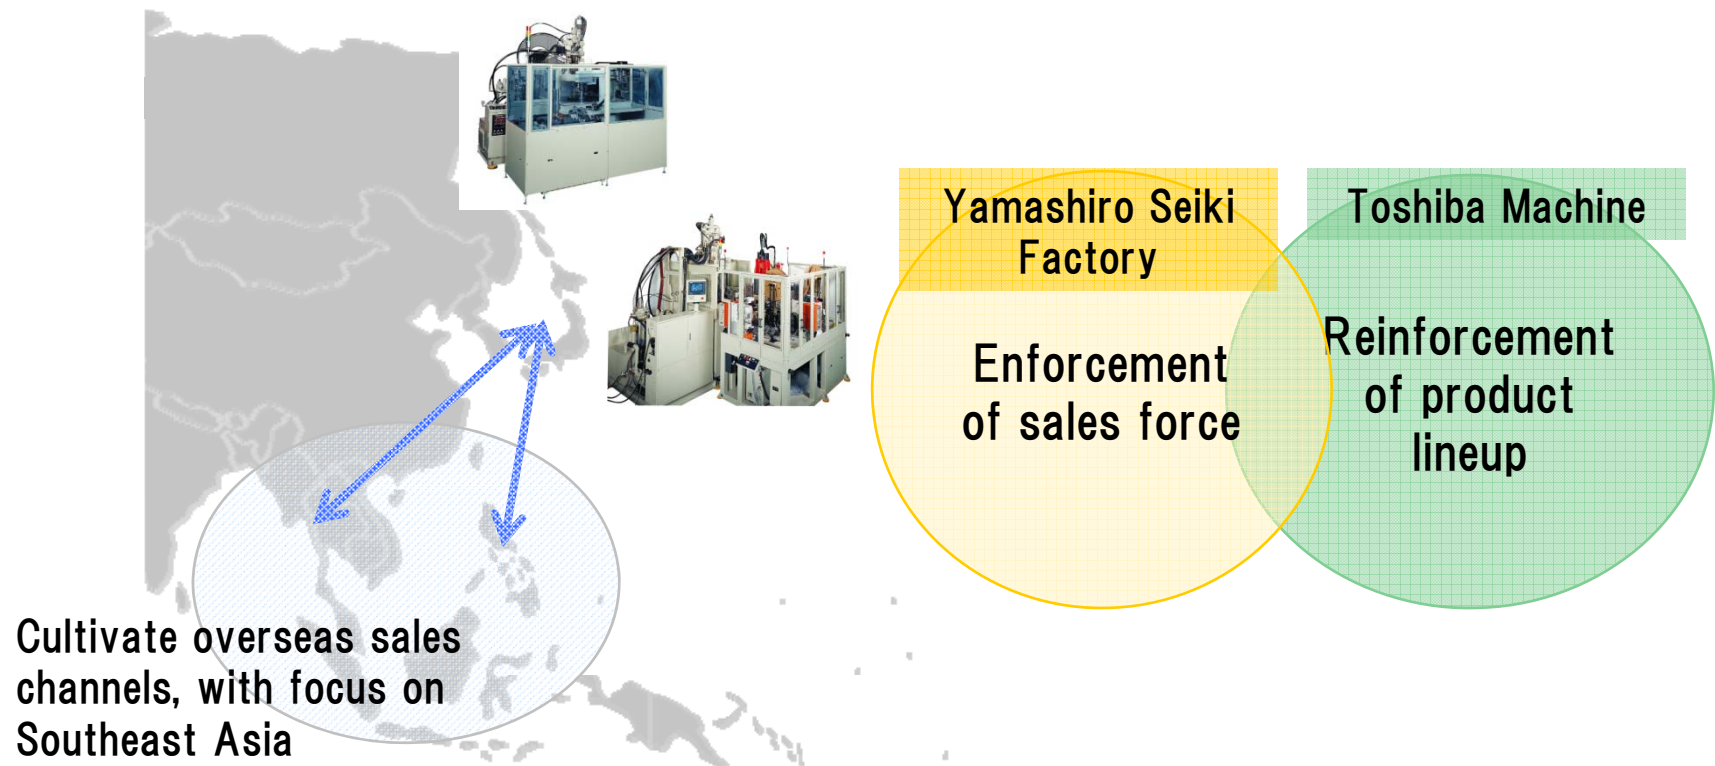 Yamashiro Seiki
Factory
Toshiba Machine
Enforcement
of sales force
Reinforcement
of product
lineup
Cultivate overseas sales
channels, with focus on
Southeast Asia